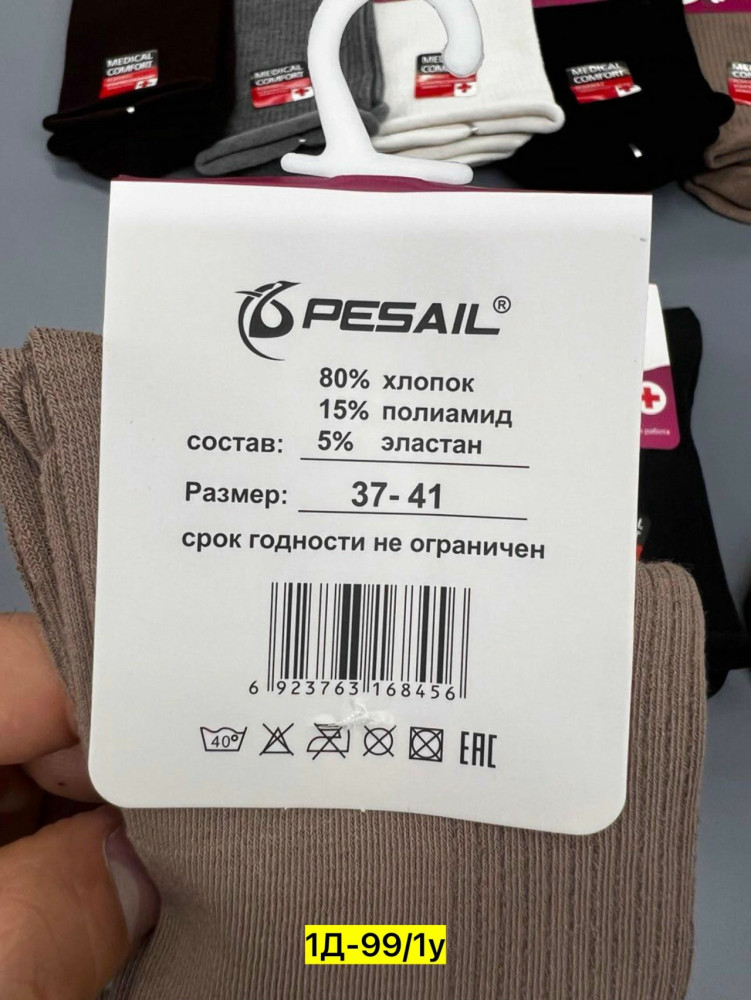 MEDICAL
COMFORT
MEDICAL
COMFORT
MEDICAL
MEDICAL
COMFORT
PESAIL®
80% хлопок
15% полиамид
состав: 5% эластан
Размер: 37-41
срок годности не ограничен
6 923763 168456
40°
EAC
работа
1Д-99/1у